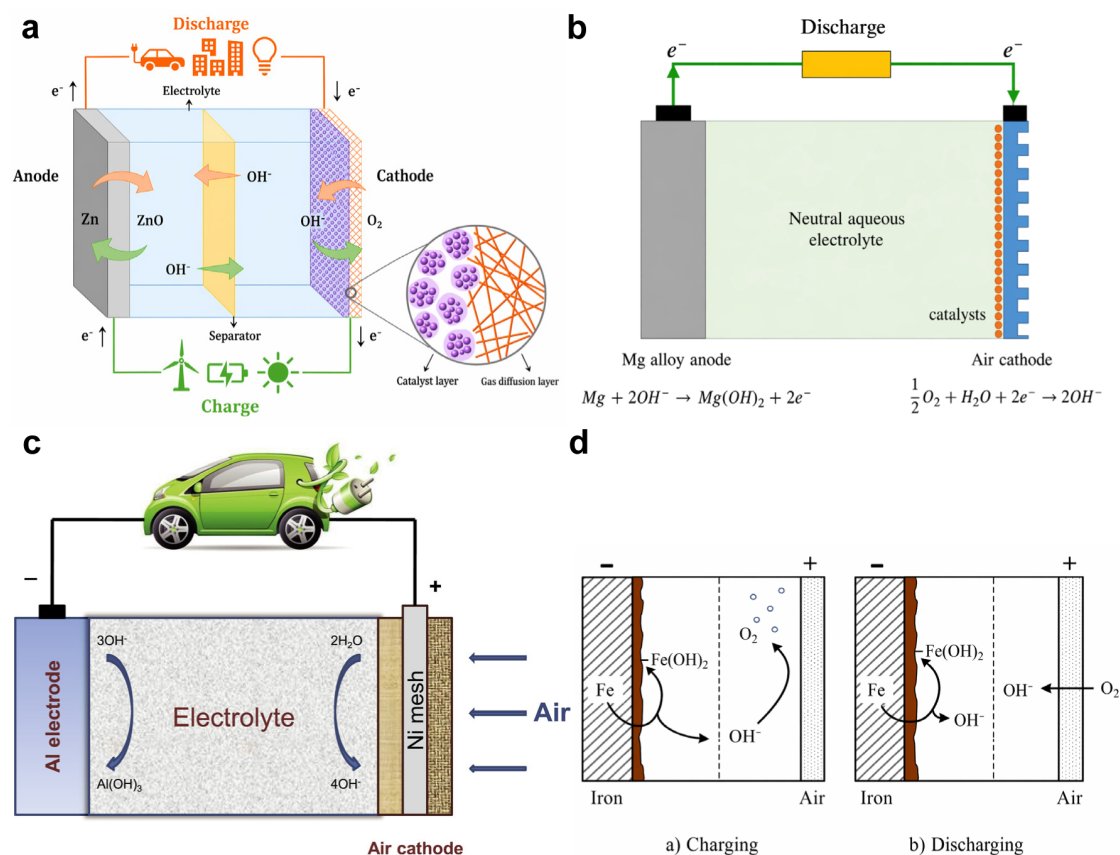 a
Discharge
e⁻
Electrolyte
e⁻
Anode
OH⁻
Cathode
Zn
ZnO
OH⁻
O₂
OH⁻
e⁻
Separator
e⁻
Charge
Catalyst layer
Gas diffusion layer
b
Discharge
e⁻
e⁻
Neutral aqueous
electrolyte
catalysts
Mg alloy anode
Air cathode
Mg + 2OH⁻ → Mg(OH)₂ + 2e⁻
1/2 O₂ + H₂O + 2e⁻ → 2OH⁻
c
−
+
Al electrode
3OH⁻
Al(OH)₃
Electrolyte
2H₂O
4OH⁻
Ni mesh
Air
Air cathode
d
−
+
O₂
Fe(OH)₂
Fe
OH⁻
Iron
Air
a) Charging
−
+
Fe(OH)₂
Fe
OH⁻
OH⁻
O₂
Iron
Air
b) Discharging